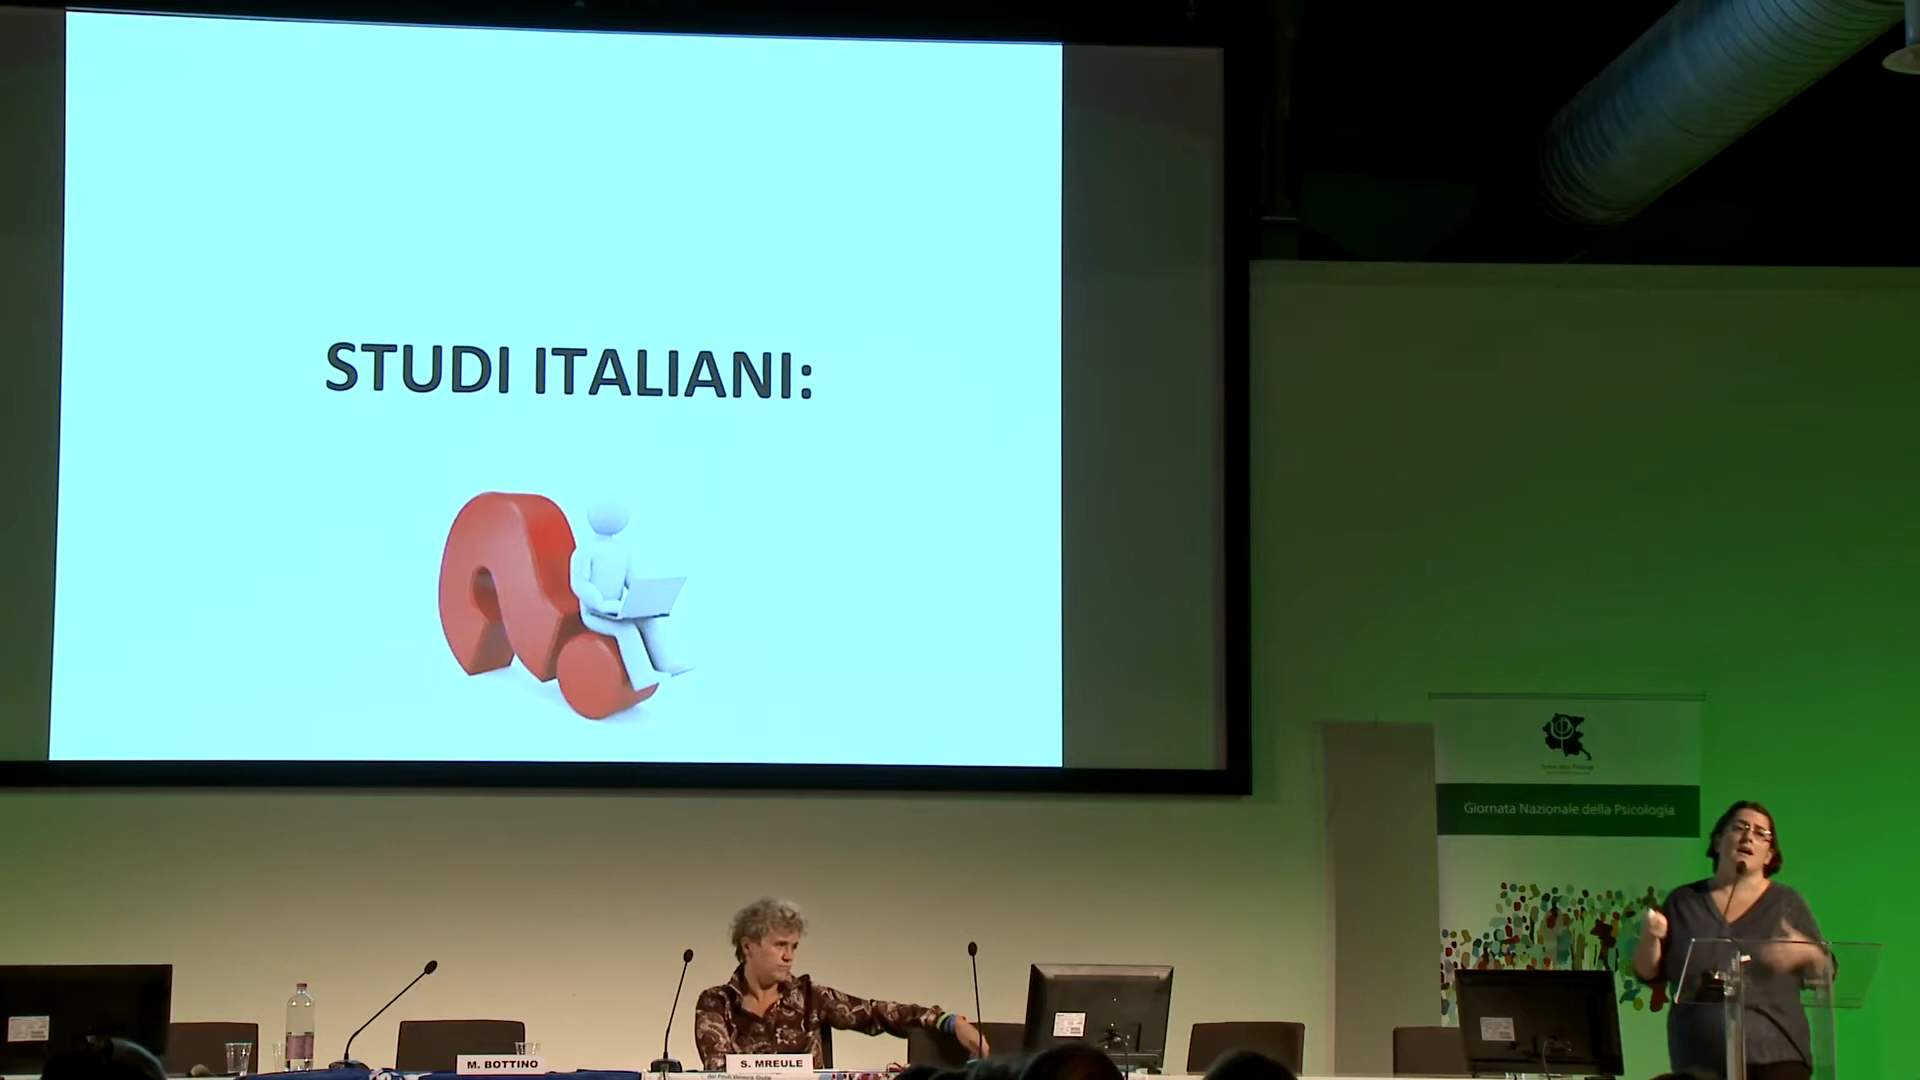 STUDI ITALIANI:
Giornata Nazionale della Psicologia
M. BOTTINO
S. MREULE